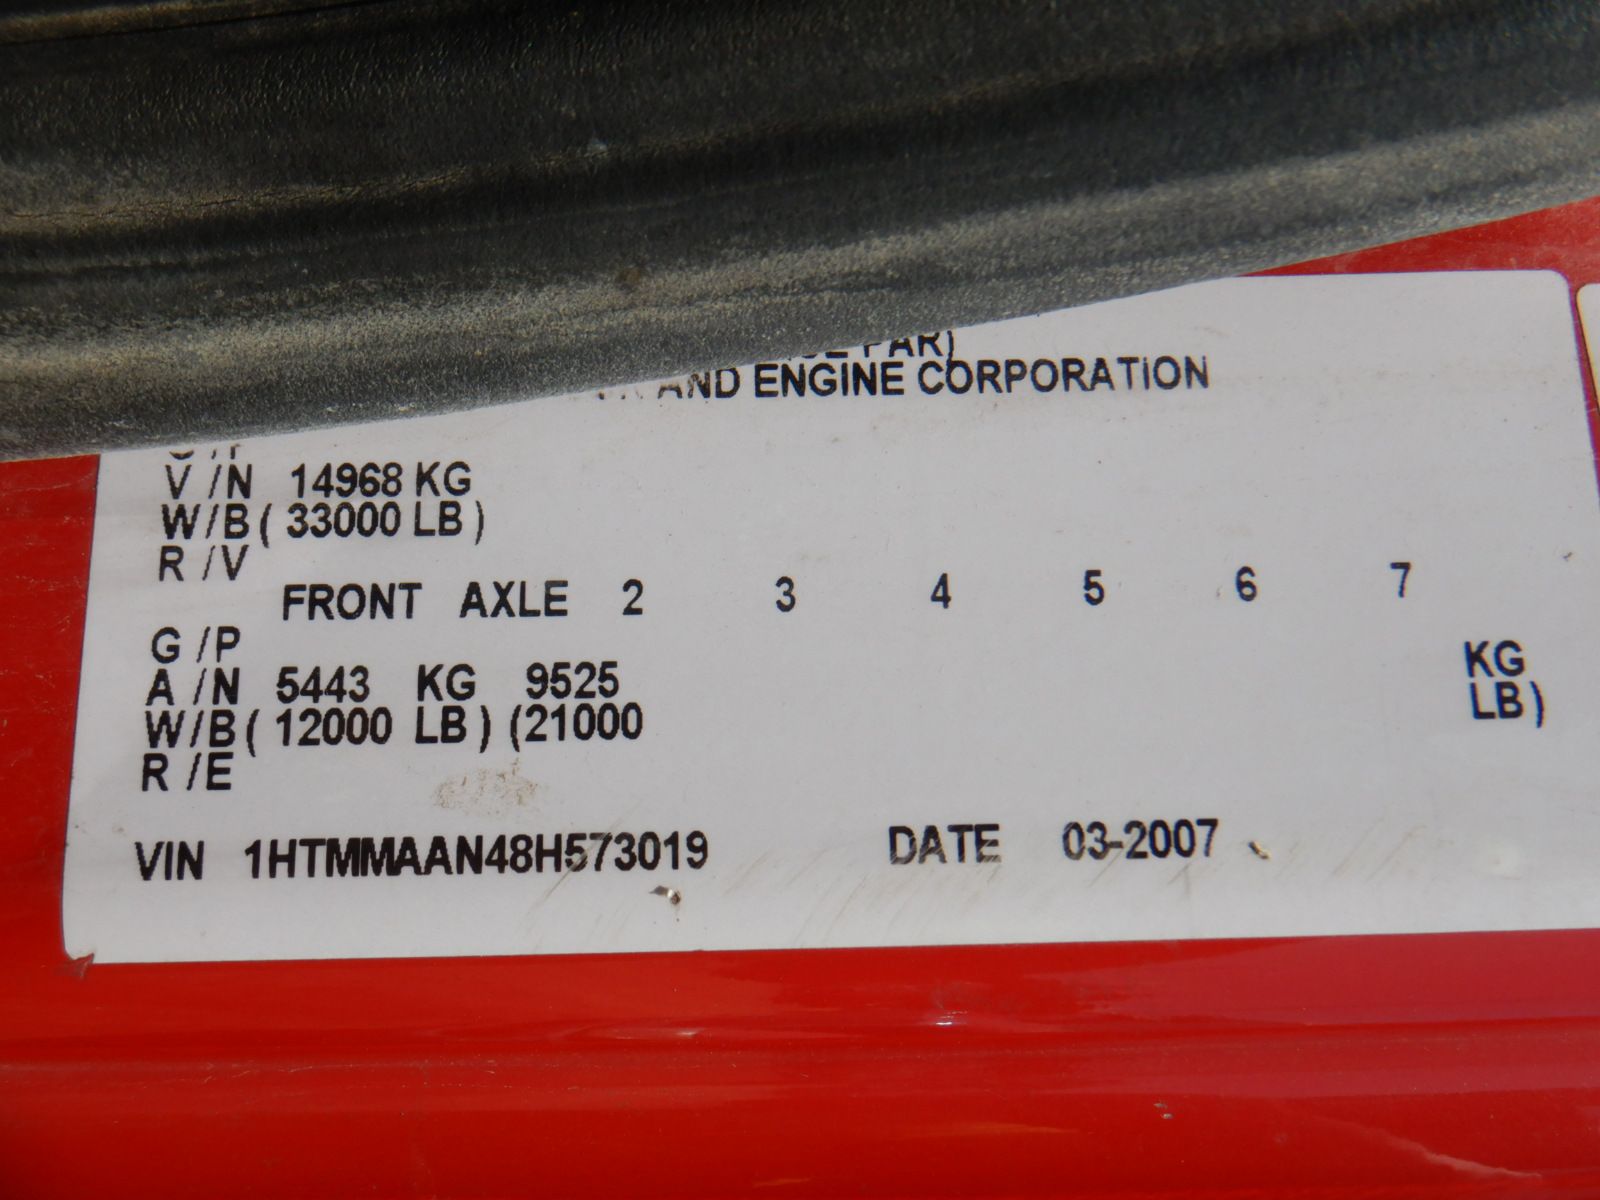 AND ENGINE CORPORATION
V /N 14968 KG
W/B ( 33000 LB )
R /V
FRONT AXLE 2 3 4 5 6 7
G /P
A /N 5443 KG 9525 KG
W/B ( 12000 LB ) (21000 LB )
R /E
VIN 1HTMMAAN48H573019 DATE 03-2007